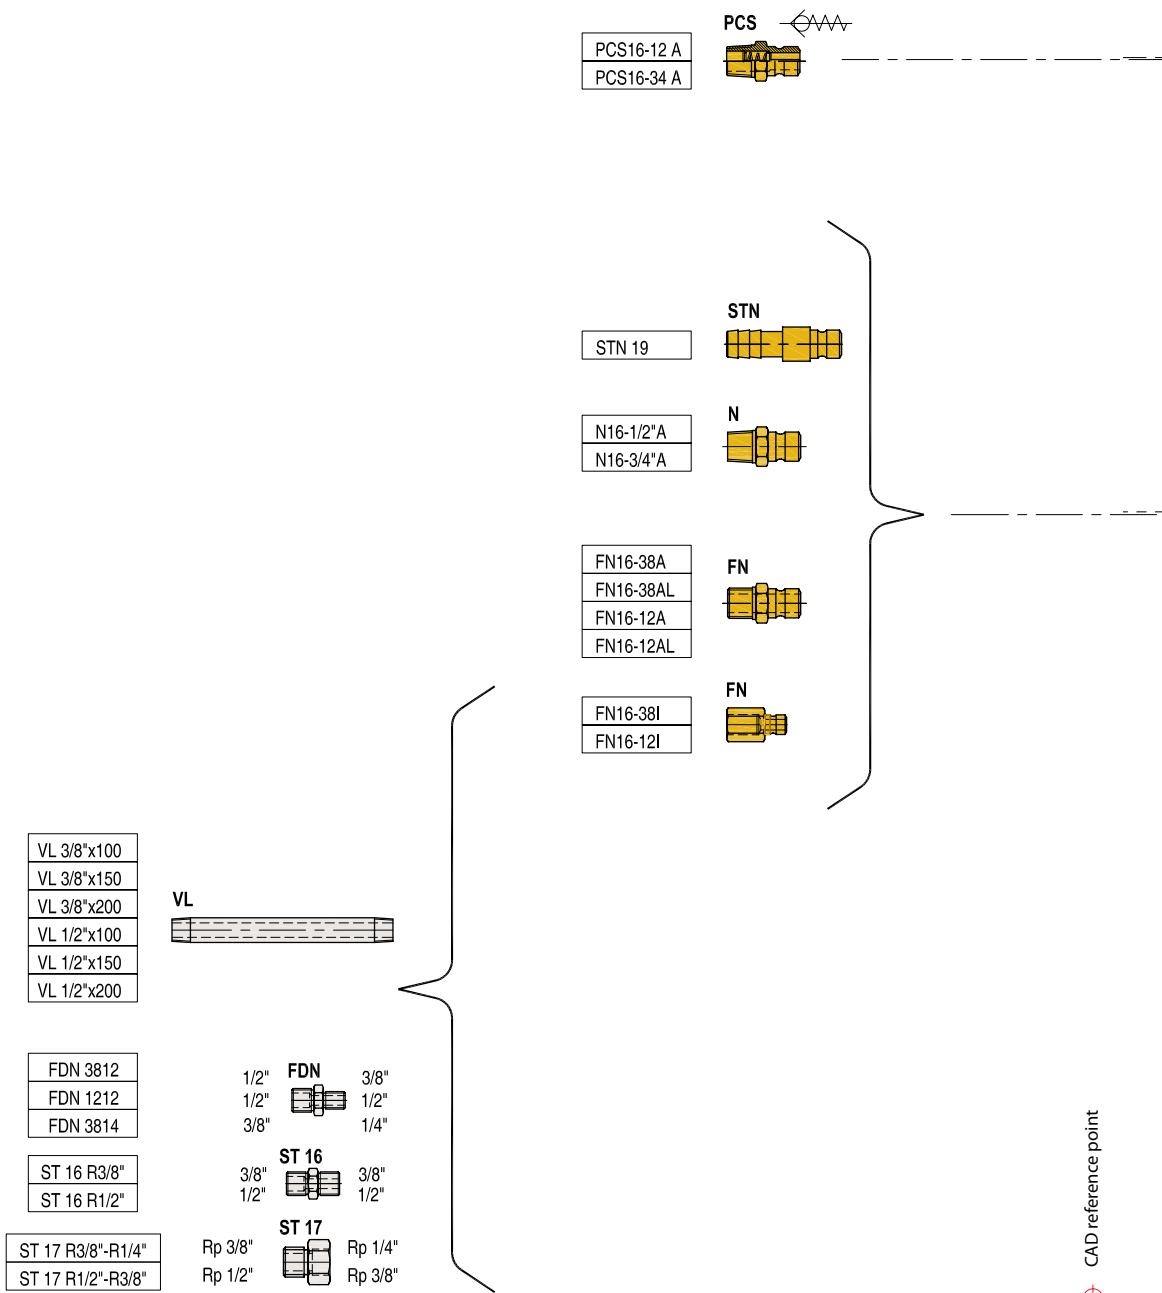 PCS
PCS16-12 A
PCS16-34 A
STN
STN 19
N
N16-1/2"A
N16-3/4"A
FN
FN16-38A
FN16-38AL
FN16-12A
FN16-12AL
FN
FN16-38I
FN16-12I
VL
VL 3/8"x100
VL 3/8"x150
VL 3/8"x200
VL 1/2"x100
VL 1/2"x150
VL 1/2"x200
FDN
FDN 3812 1/2" 3/8"
FDN 1212 1/2" 1/2"
FDN 3814 3/8" 1/4"
ST 16
ST 16 R3/8" 3/8" 3/8"
ST 16 R1/2" 1/2" 1/2"
ST 17
ST 17 R3/8"-R1/4" Rp 3/8" Rp 1/4"
ST 17 R1/2"-R3/8" Rp 1/2" Rp 3/8"
CAD reference point